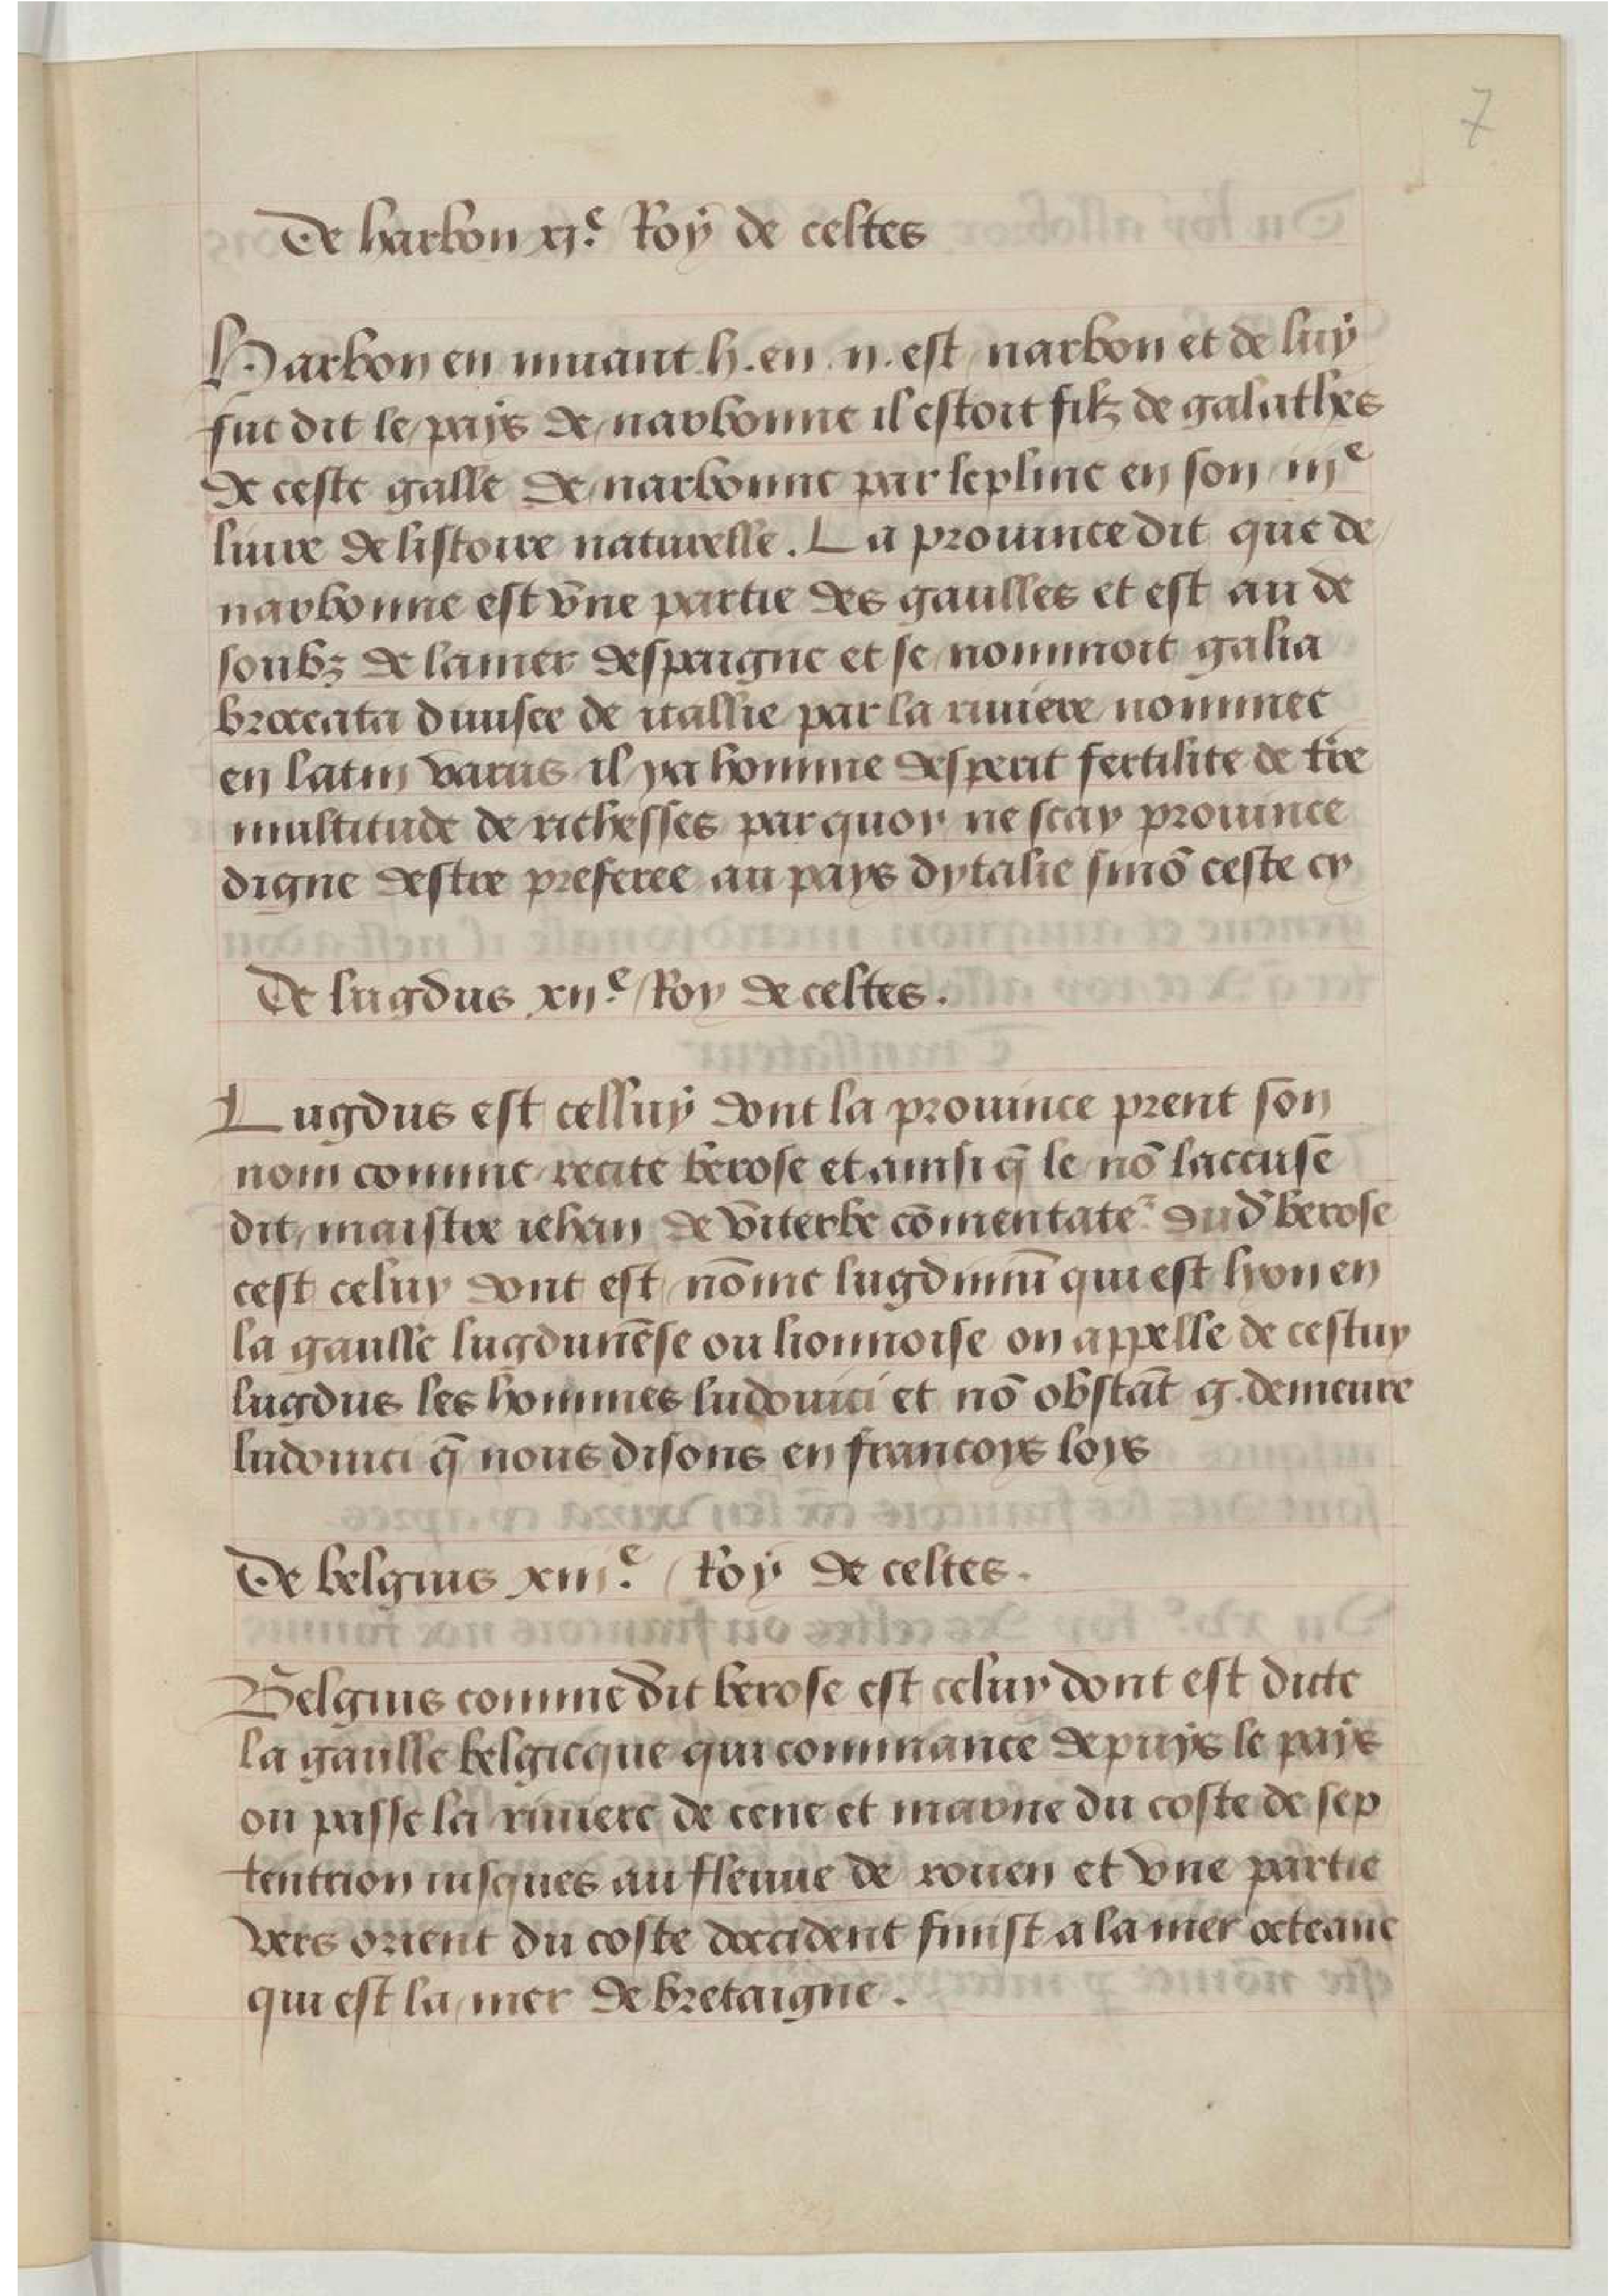 7
De harbon xj.e Roy de celtes
Harbon en muant .h. en .n. est narbon et de luy
fut dit le pays de narbonne il estoit filz de galathes
de ceste galle de narbonne parle pline en son iije
liure de listoire naturelle. La prouince dit que de
narbonne est vne partie des gaulles et est au de
soubz de la mer despaigne et se nommoit galia
braccata diuisee de itallie par la riuiere nommee
en latin varus il ya homme desperit fertilite de tr̄e
multitude de richesses par quoy ne scay prouince
digne destre preferee au pays dytalie sinō ceste cy
De lugdus xij.e Roy de celtes.
Lugdus est celluy dont la prouince prent son
nom comme recite berose et ainsi q̄ le nō laccuse
dit maistre iehan de viterbe cōmentate.r dud̄ berose
cest celuy dont est nōme lugdunū qui est lyon en
la gaulle lugdunēse ou lionnoise on appelle de cestuy
lugdus les hommes ludouici et nō obstāt g. demeure
ludouici q̄ nous disons en francoys loys
De belgius xiij.e Roy de celtes.
Belgius comme dit berose est celuy dont est dicte
la gaulle belgicque qui commance depuys le pays
ou passe la riuiere de cene et marne du coste de sep
tentrion iusques au fleuue de rouen et vne partie
vers orient du coste doccident finist a la mer occeane
qui est la mer de bretaigne.